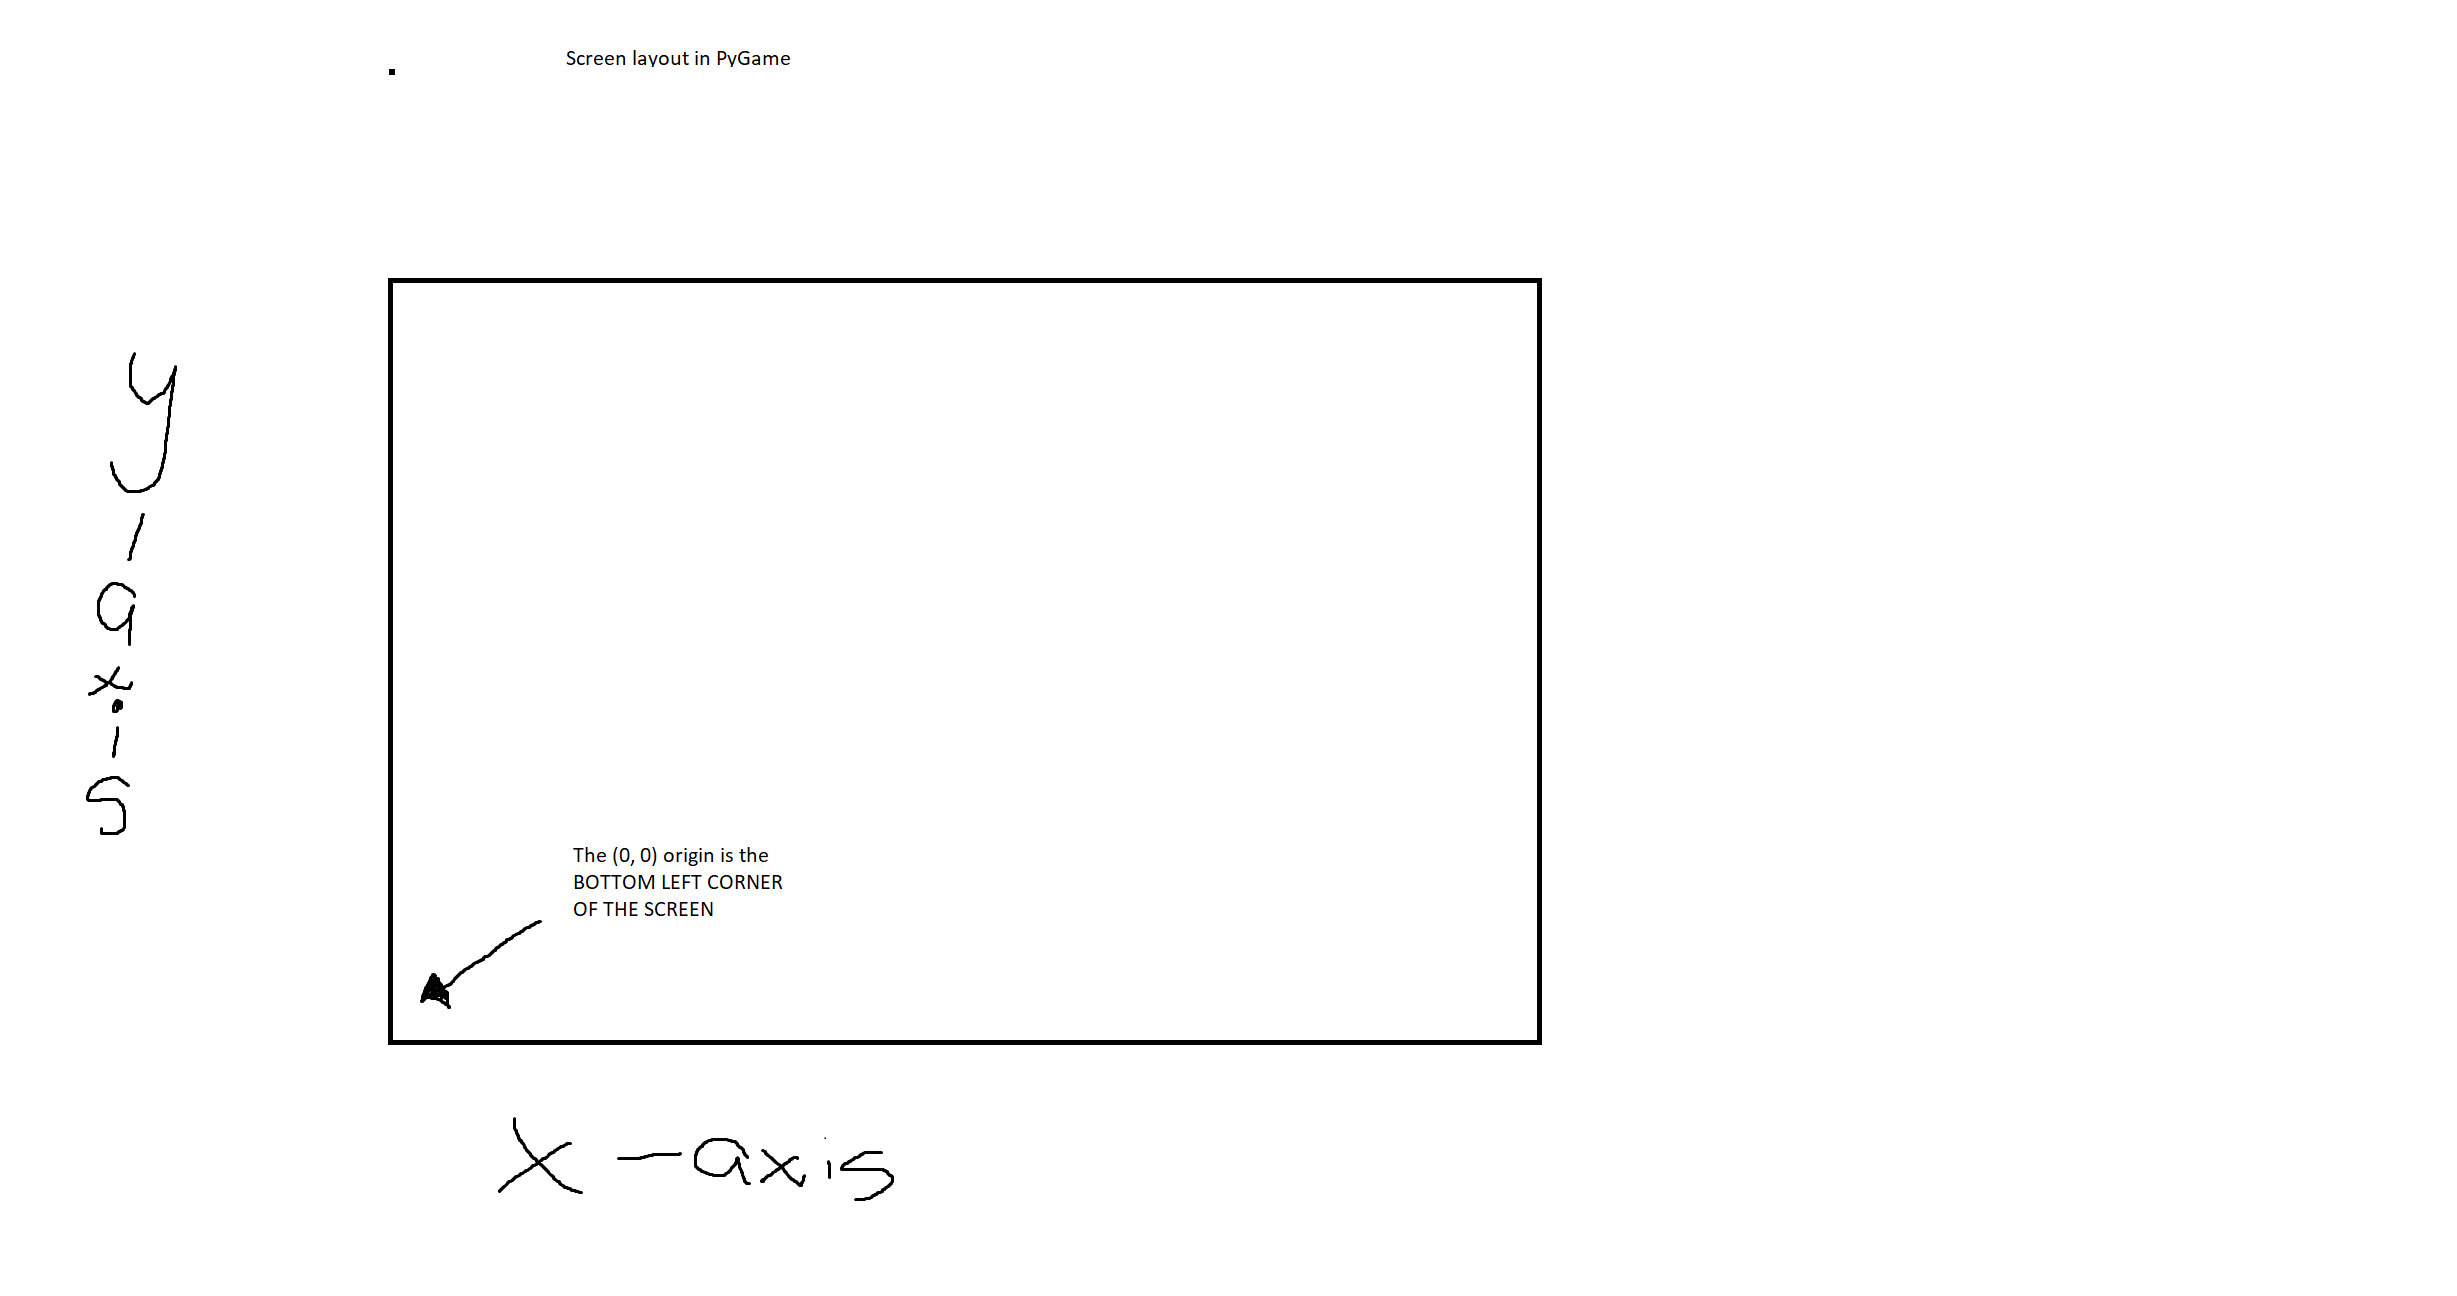 Screen layout in PyGame
y-axis
The (0, 0) origin is the
BOTTOM LEFT CORNER
OF THE SCREEN
x-axis